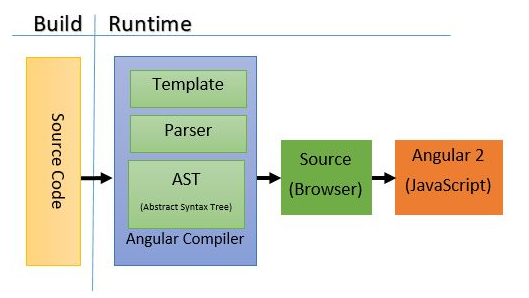 Build Runtime
Source Code
Template
Parser
AST
(Abstract Syntax Tree)
Angular Compiler
Source
(Browser)
Angular 2
(JavaScript)